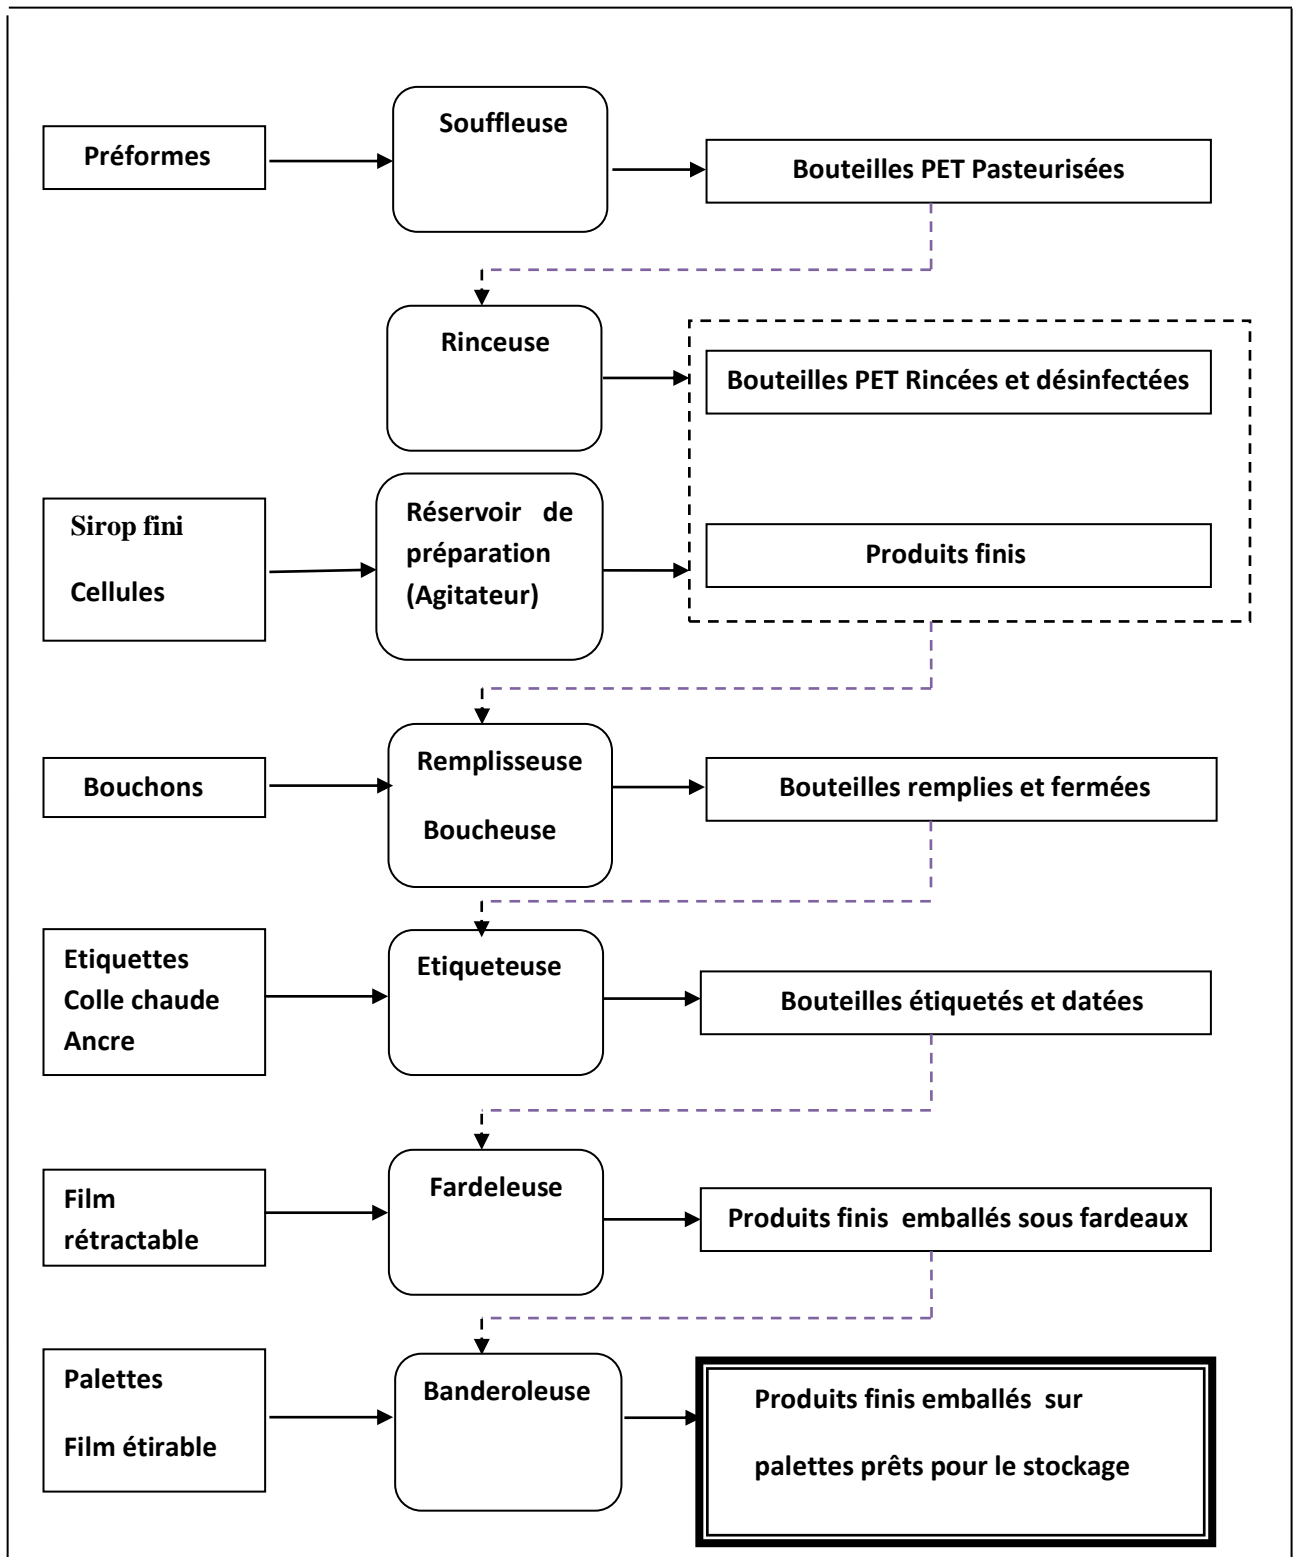 Souffleuse
Préformes
Bouteilles PET Pasteurisées
Rinceuse
Bouteilles PET Rincées et désinfectées
Sirop fini
Cellules
Réservoir de
préparation
(Agitateur)
Produits finis
Bouchons
Remplisseuse
Boucheuse
Bouteilles remplies et fermées
Etiquettes
Colle chaude
Ancre
Etiqueteuse
Bouteilles étiquetés et datées
Film
rétractable
Fardeleuse
Produits finis emballés sous fardeaux
Palettes
Film étirable
Banderoleuse
Produits finis emballés sur
palettes prêts pour le stockage